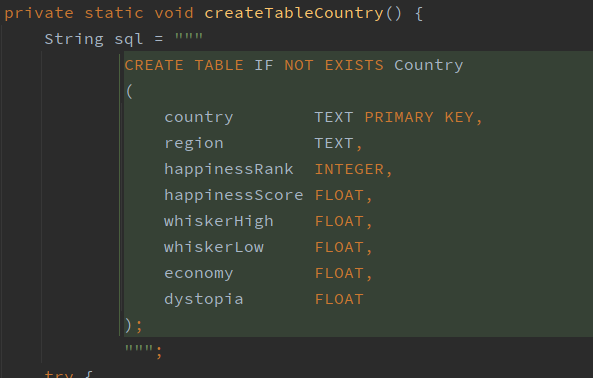 private static void createTableCountry() {
String sql = """
CREATE TABLE IF NOT EXISTS Country
(
country TEXT PRIMARY KEY,
region TEXT,
happinessRank INTEGER,
happinessScore FLOAT,
whiskerHigh FLOAT,
whiskerLow FLOAT,
economy FLOAT,
dystopia FLOAT
);
""";
try {